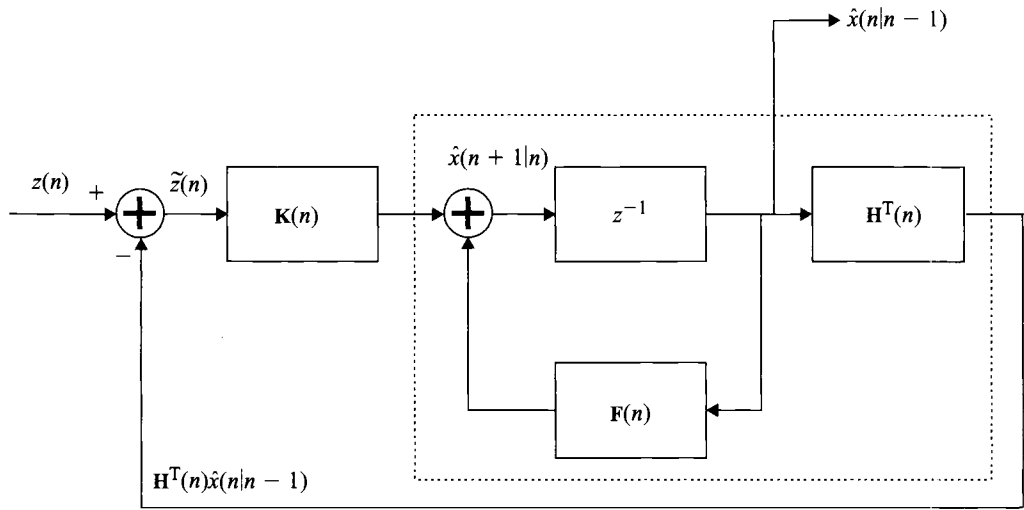 x̂(n|n − 1)
x̂(n + 1|n)
z(n)
+
z̃(n)
K(n)
z⁻¹
Hᵀ(n)
−
F(n)
Hᵀ(n)x̂(n|n − 1)